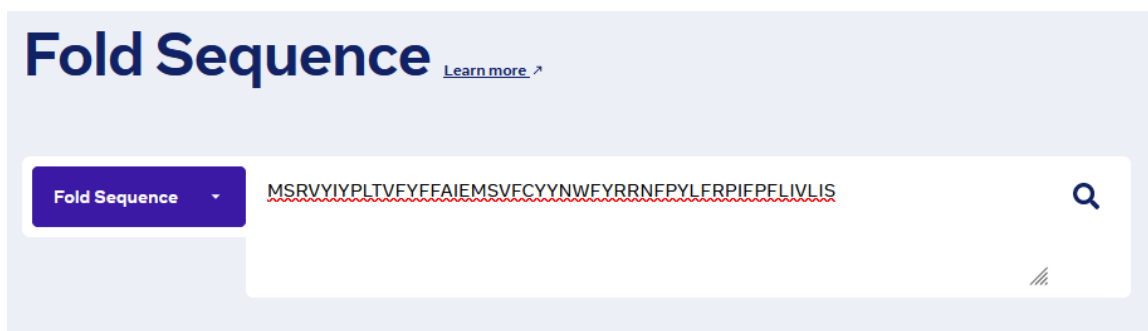 Fold Sequence Learn more ↗
Fold Sequence MSRVYIYPLTVFYFFAIEMSVFCYYNWFYRRNFPYLFRPIFPFLIVLIS